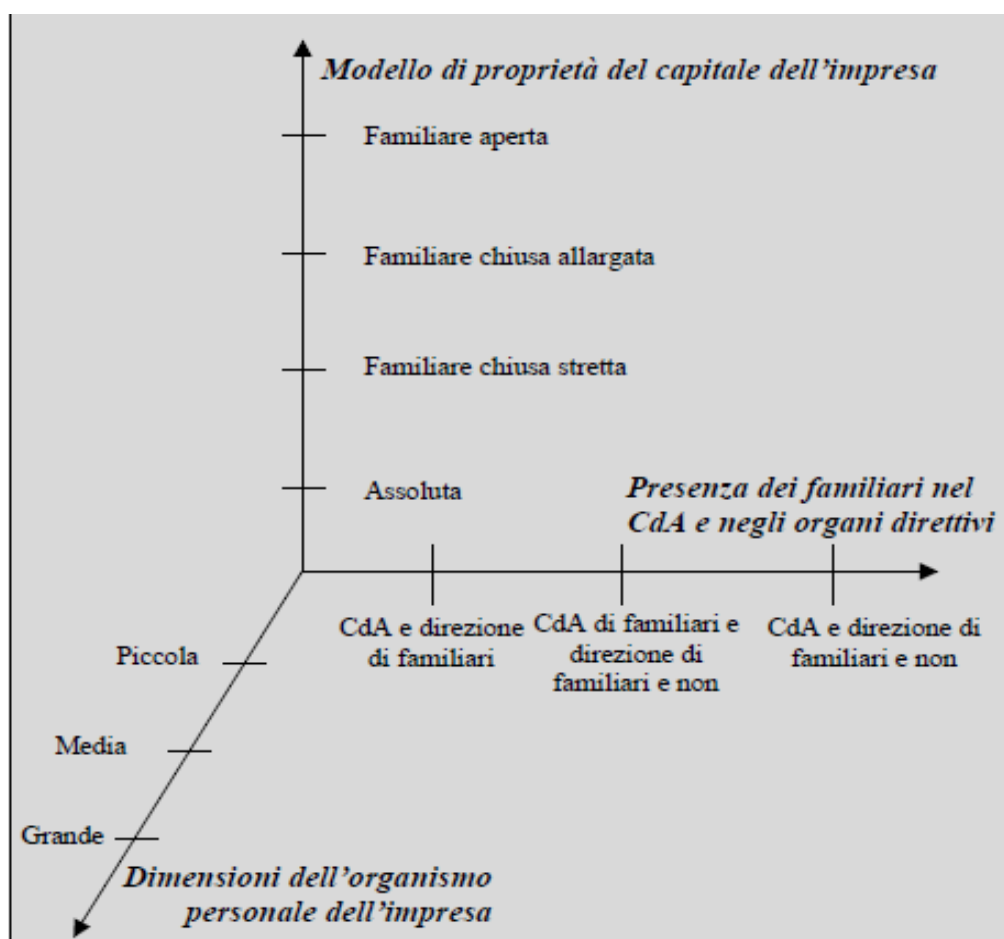 Modello di proprietà del capitale dell’impresa
Familiare aperta
Familiare chiusa allargata
Familiare chiusa stretta
Assoluta
Presenza dei familiari nel
CdA e negli organi direttivi
CdA e direzione
di familiari
CdA di familiari e
direzione di
familiari e non
CdA e direzione di
familiari e non
Piccola
Media
Grande
Dimensioni dell’organismo
personale dell’impresa